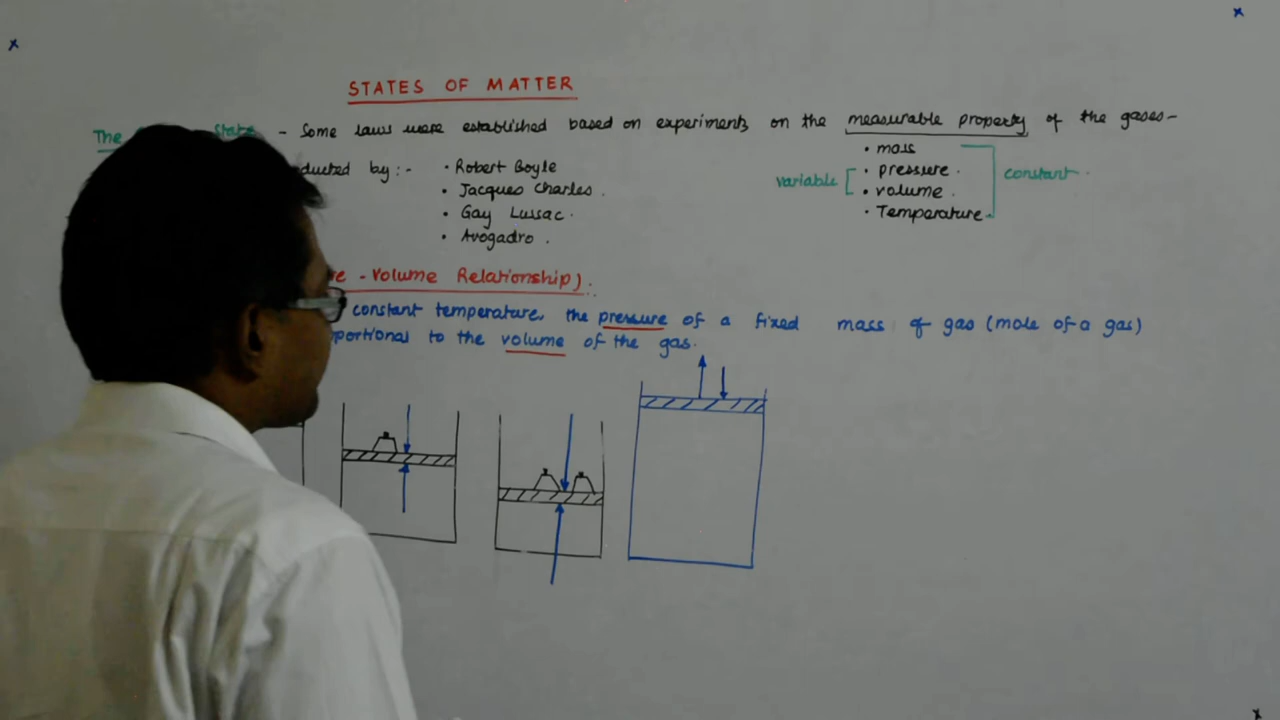 STATES OF MATTER
The State - Some laws were established based on experiments on the measurable property of the gases-
ducted by:- • Robert Boyle
• Jacques Charles.
• Gay Lussac.
• Avogadro.
• mass
variable • pressure. constant.
• volume.
• Temperature.
re - Volume Relationship).
constant temperature, the pressure of a fixed mass of gas (mole of a gas)
portional to the volume of the gas.